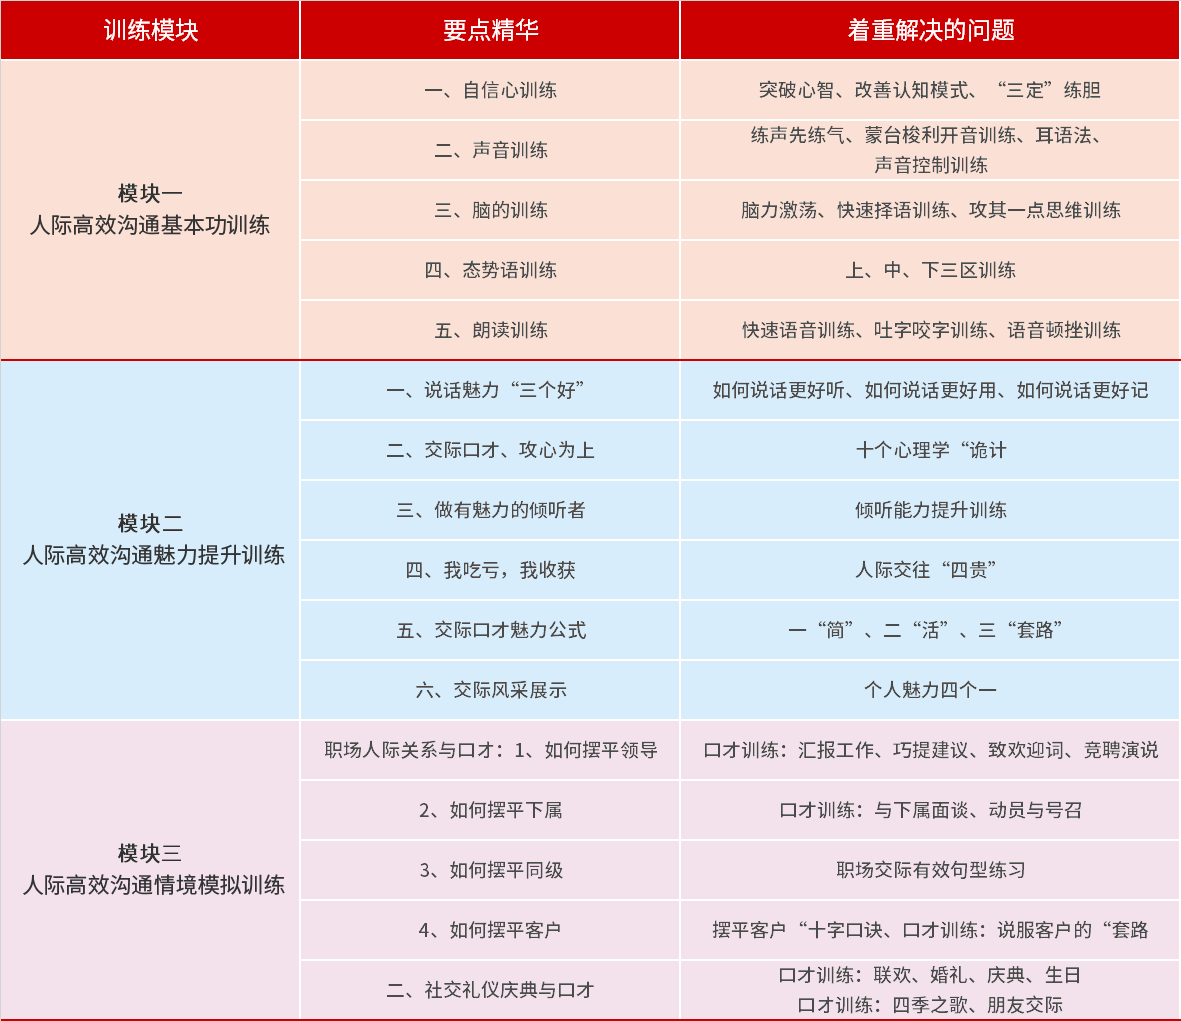 训练模块
要点精华
着重解决的问题
模块一
人际高效沟通基本功训练
一、自信心训练
突破心智、改善认知模式、“三定”练胆
二、声音训练
练声先练气、蒙台梭利开音训练、耳语法、
声音控制训练
三、脑的训练
脑力激荡、快速择语训练、攻其一点思维训练
四、态势语训练
上、中、下三区训练
五、朗读训练
快速语音训练、吐字咬字训练、语音顿挫训练
模块二
人际高效沟通魅力提升训练
一、说话魅力“三个好”
如何说话更好听、如何说话更好用、如何说话更好记
二、交际口才、攻心为上
十个心理学“诡计
三、做有魅力的倾听者
倾听能力提升训练
四、我吃亏，我收获
人际交往“四贵”
五、交际口才魅力公式
一“简”、二“活”、三“套路”
六、交际风采展示
个人魅力四个一
模块三
人际高效沟通情境模拟训练
职场人际关系与口才：1、如何摆平领导
口才训练：汇报工作、巧提建议、致欢迎词、竞聘演说
2、如何摆平下属
口才训练：与下属面谈、动员与号召
3、如何摆平同级
职场交际有效句型练习
4、如何摆平客户
摆平客户“十字口诀、口才训练：说服客户的“套路
二、社交礼仪庆典与口才
口才训练：联欢、婚礼、庆典、生日
口才训练：四季之歌、朋友交际